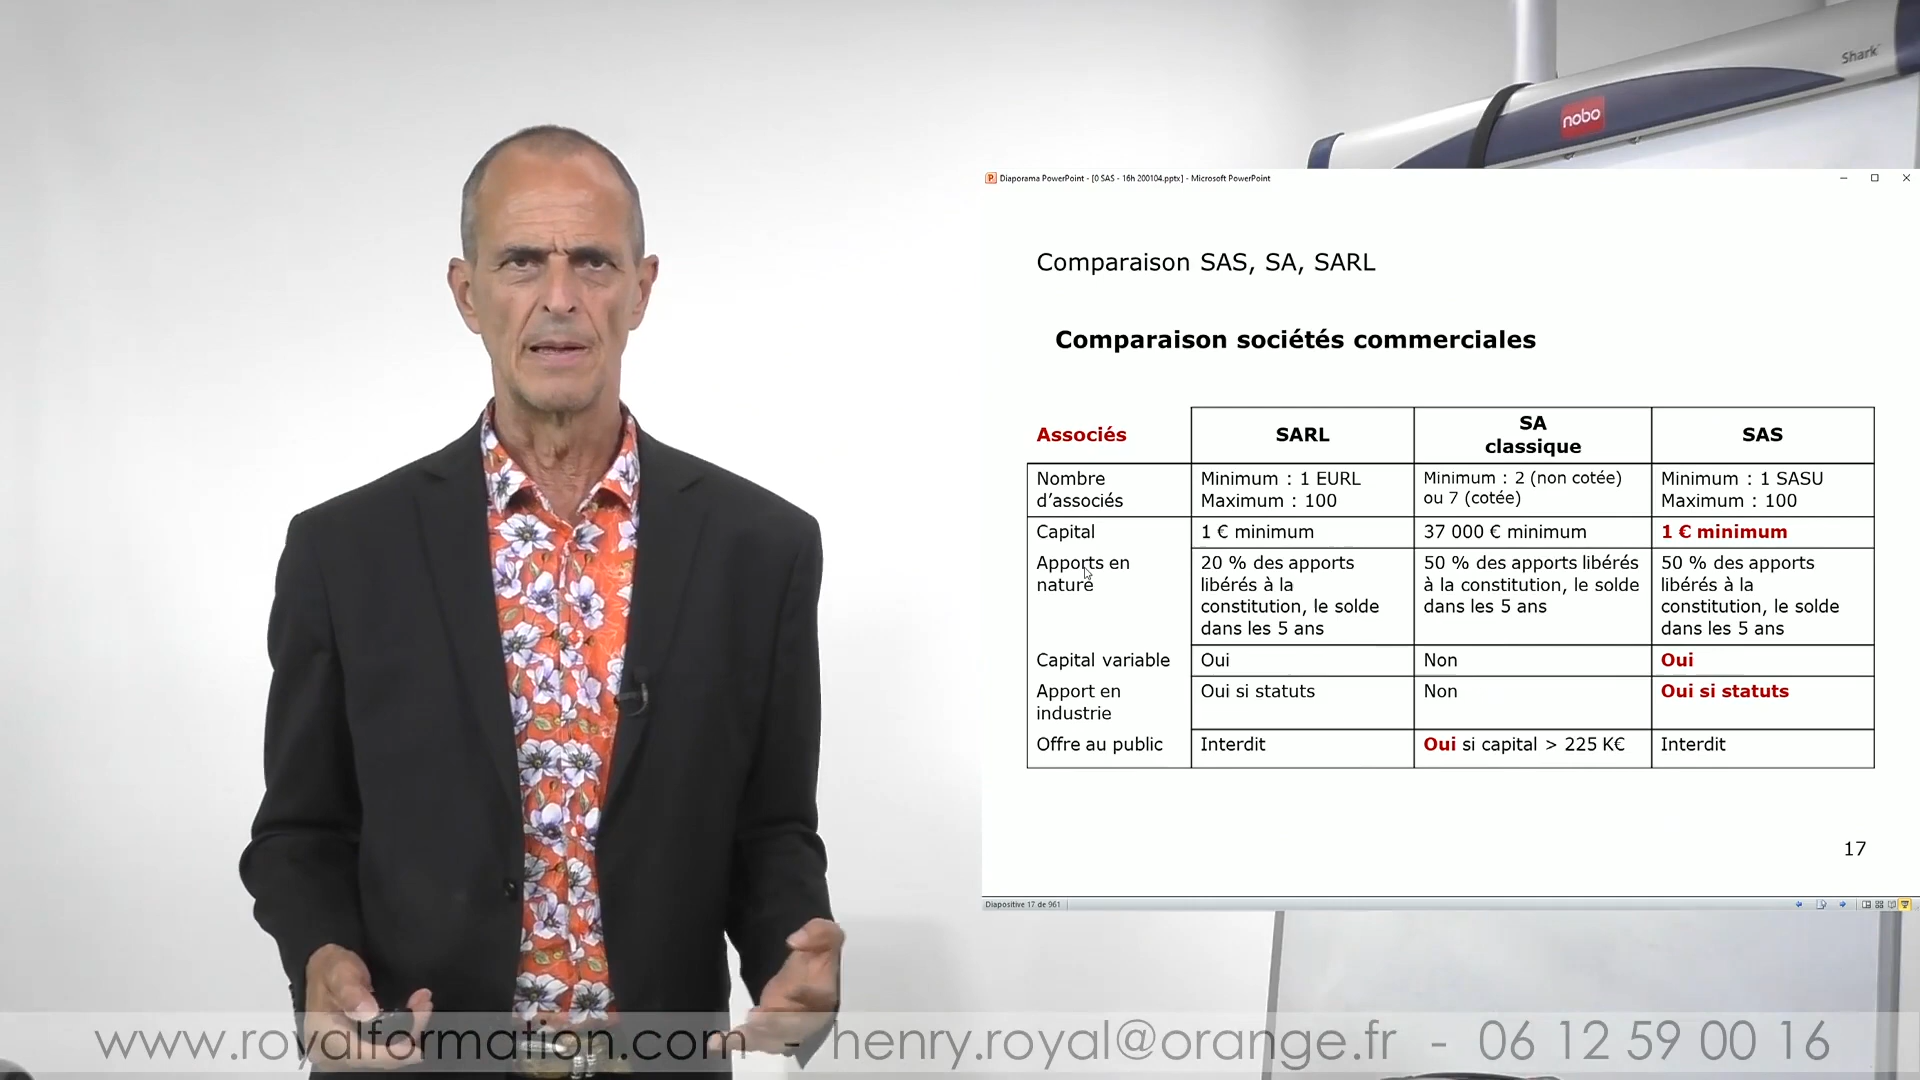 Shark
nobo
Diaporama PowerPoint - [0 SAS - 16h 200104.pptx] - Microsoft PowerPoint
Comparaison SAS, SA, SARL
Comparaison sociétés commerciales
Associés
SARL
SA
classique
SAS
Nombre
d’associés
Minimum : 1 EURL
Maximum : 100
Minimum : 2 (non cotée)
ou 7 (cotée)
Minimum : 1 SASU
Maximum : 100
Capital
1 € minimum
37 000 € minimum
1 € minimum
Apports en
nature
20 % des apports
libérés à la
constitution, le solde
dans les 5 ans
50 % des apports libérés
à la constitution, le solde
dans les 5 ans
50 % des apports
libérés à la
constitution, le solde
dans les 5 ans
Capital variable
Oui
Non
Oui
Apport en
industrie
Oui si statuts
Non
Oui si statuts
Offre au public
Interdit
Oui si capital > 225 K€
Interdit
17
Diapositive 17 de 961
www.royalformation.com - henry.royal@orange.fr - 06 12 59 00 16